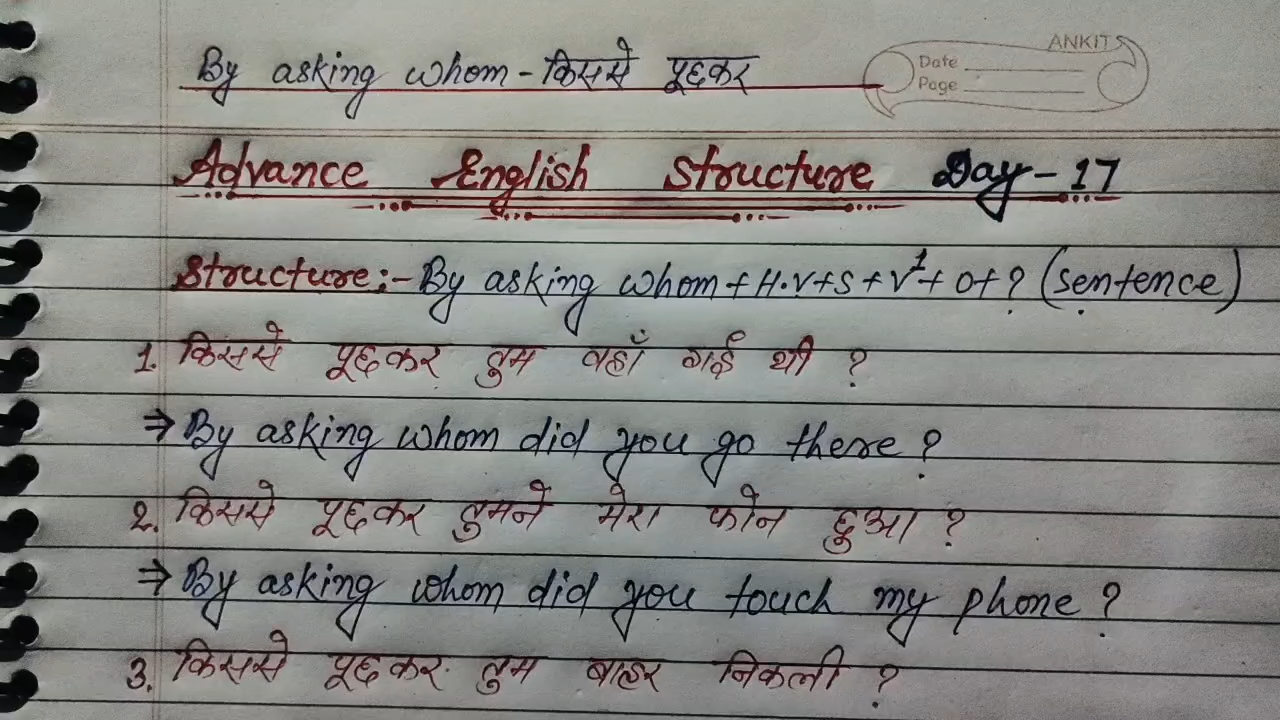 By asking whom - किससे पूछकर
ANKIT
Date
Page
Advance English Structure Day - 17
Structure:- By asking whom + H.V + S + V¹ + O + ? (sentence)
1. किससे पूछकर तुम वहाँ गई थी ?
⇒ By asking whom did you go there ?
2. किससे पूछकर तुमने मेरा फोन छुआ ?
⇒ By asking whom did you touch my phone ?
3. किससे पूछकर तुम बाहर निकली ?